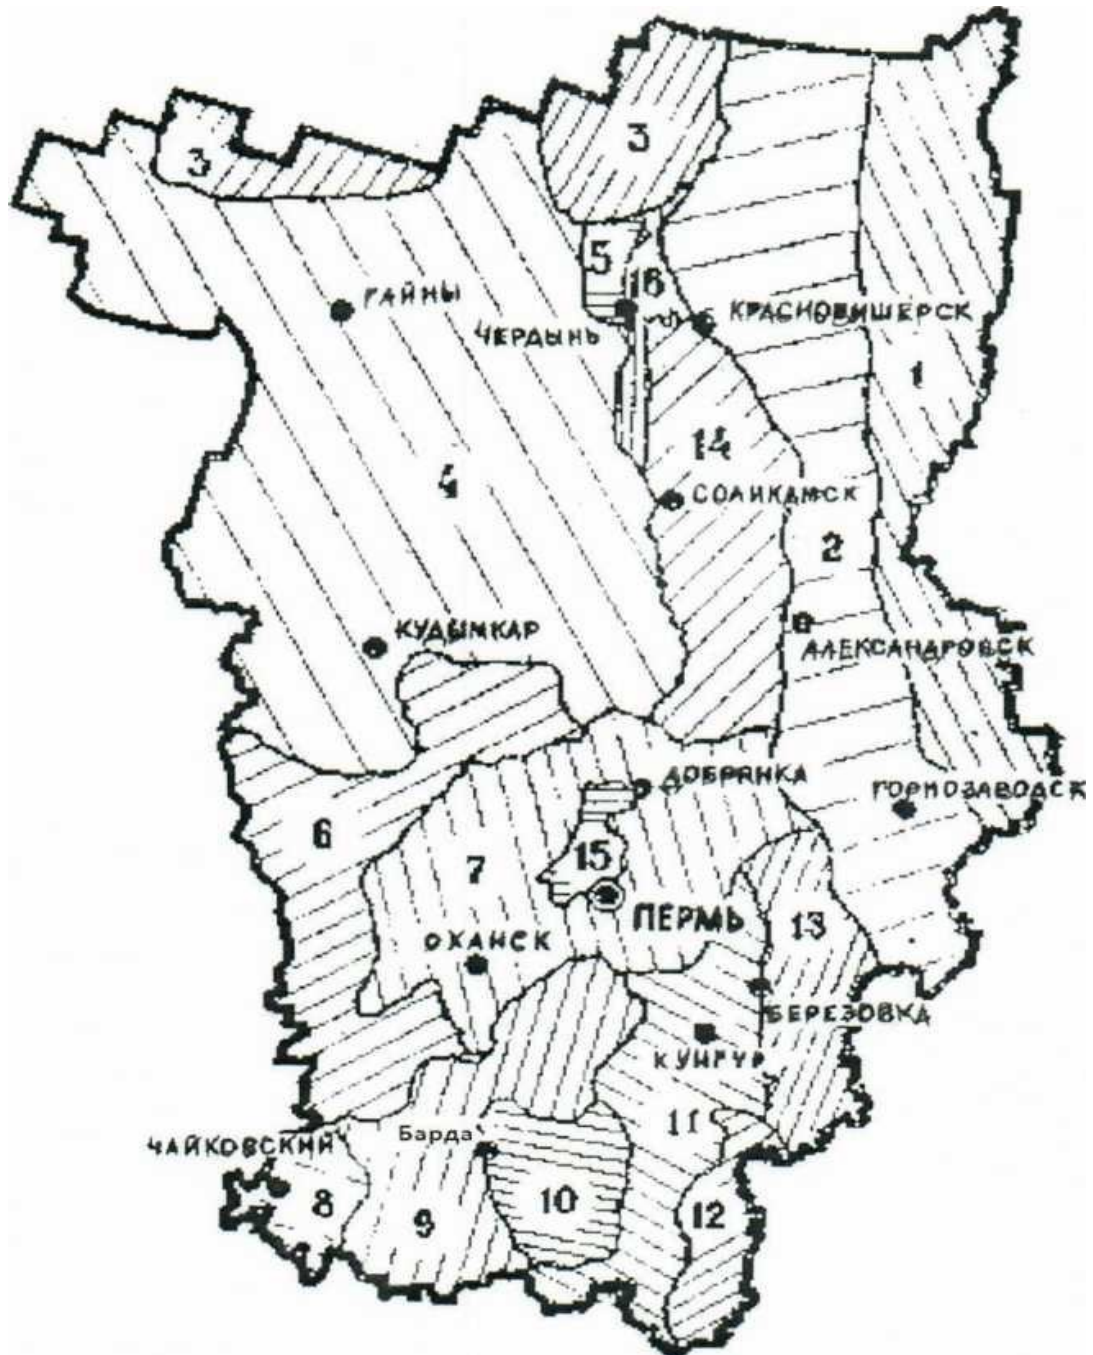 3
3
5
16
ГАЙНЫ
ЧЕРДЫНЬ
КРАСНОВИШЕРСК
1
14
4
СОЛИКАМСК
2
КУДЫМКАР
АЛЕКСАНДРОВСК
ДОБРЯНКА
ГОРНОЗАВОДСК
6
7
15
ПЕРМЬ
13
ОХАНСК
БЕРЕЗОВКА
КУНГУР
11
Барда
ЧАЙКОВСКИЙ
8
9
10
12